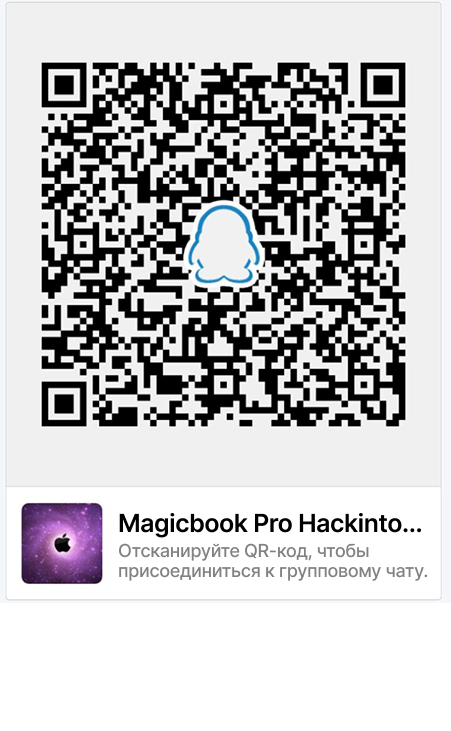 Magicbook Pro Hackinto...
Отсканируйте QR-код, чтобы
присоединиться к групповому чату.